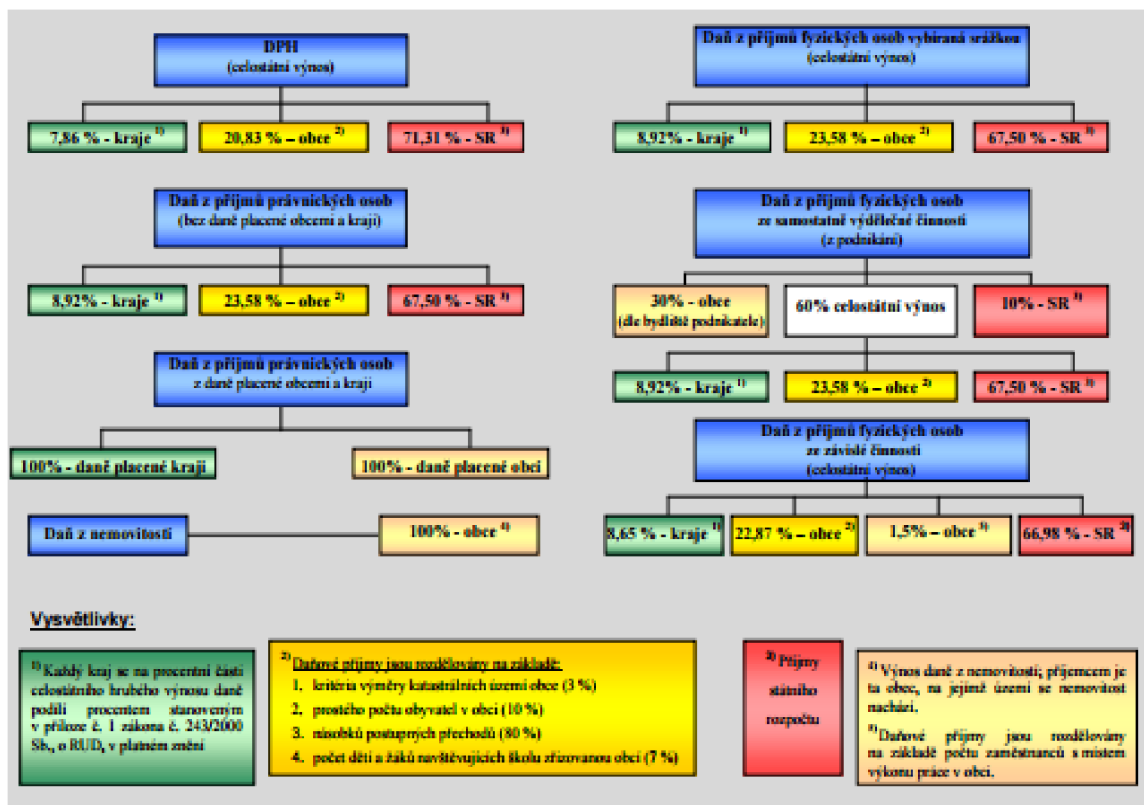 DPH
(celostátní výnos)
7,86 % - kraje 1)
20,83 % – obce 2)
71,31 % - SR 3)
Daň z příjmů právnických osob
(bez daně placené obcemi a kraji)
8,92% - kraje 1)
23,58 % – obce 2)
67,50 % - SR 3)
Daň z příjmů právnických osob
z daně placené obcemi a kraji
100% - daně placené kraji
100% - daně placené obcí
Daň z nemovitostí
100% - obce 4)
Daň z příjmů fyzických osob vybíraná srážkou
(celostátní výnos)
8,92% - kraje 1)
23,58 % – obce 2)
67,50 % - SR 3)
Daň z příjmů fyzických osob
ze samostatně výdělečné činnosti
(z podnikání)
30% - obce
(dle bydliště podnikatele)
60% celostátní výnos
10% - SR 3)
8,92% - kraje 1)
23,58 % – obce 2)
67,50 % - SR 3)
Daň z příjmů fyzických osob
ze závislé činnosti
(celostátní výnos)
8,65 % - kraje 1)
22,87 % – obce 2)
1,5% – obce 5)
66,98 % - SR 3)
Vysvětlivky:
1) Každý kraj se na procentní části
celostátního hrubého výnosu daně
podílí procentem stanoveným
v příloze č. 1 zákona č. 243/2000
Sb., o RUD, v platném znění
2) Daňové příjmy jsou rozdělovány na základě:
1. kritéria výměry katastrálních území obce (3 %)
2. prostého počtu obyvatel v obci (10 %)
3. násobků postupných přechodů (80 %)
4. počet dětí a žáků navštěvujících školu zřizovanou obcí (7 %)
3) Příjmy
státního
rozpočtu
4) Výnos daně z nemovitostí; příjemcem je
ta obec, na jejímž území se nemovitost
nachází.
5) Daňové příjmy jsou rozdělovány
na základě počtu zaměstnanců s místem
výkonu práce v obci.